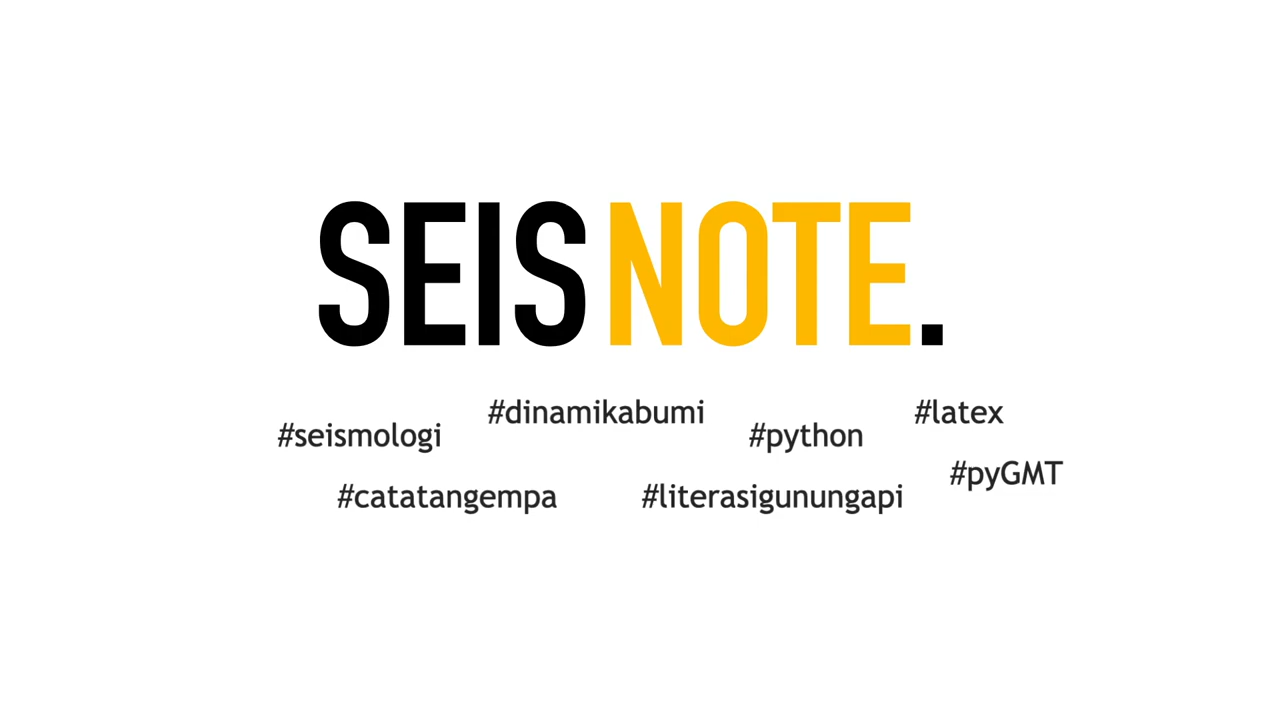 SEISNOTE.
#dinamikabumi
#latex
#seismologi
#python
#pyGMT
#catatangempa
#literasigunungapi